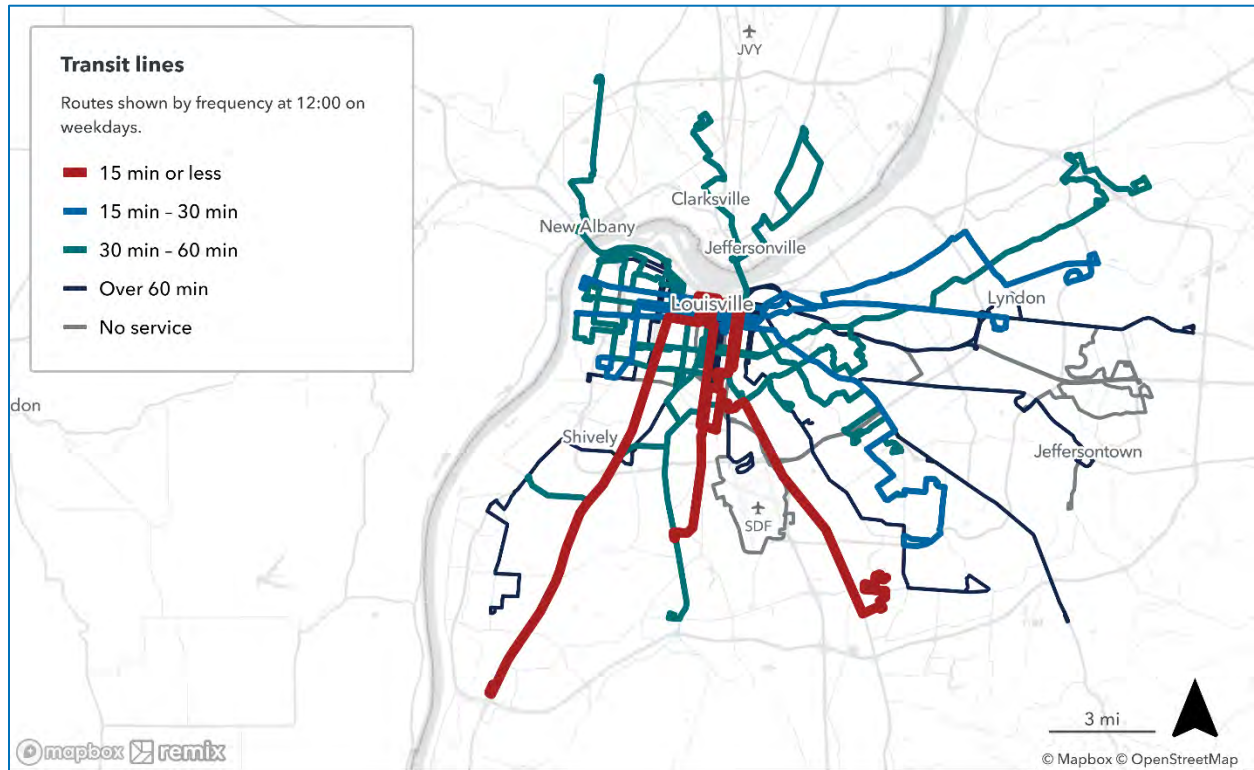 Transit lines
Routes shown by frequency at 12:00 on
weekdays.
15 min or less
15 min – 30 min
30 min – 60 min
Over 60 min
No service
JVY
Clarksville
New Albany
Jeffersonville
Louisville
Lyndon
don
Shively
Jeffersontown
SDF
3 mi
mapbox remix
© Mapbox © OpenStreetMap